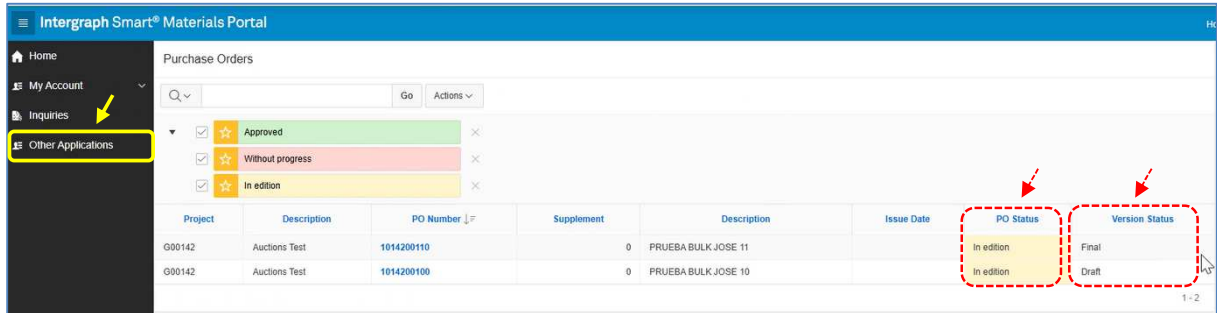 Intergraph Smart® Materials Portal
Home
Purchase Orders
My Account
Go Actions
Inquiries
Approved
Other Applications
Without progress
In edition
Project Description PO Number Supplement Description Issue Date PO Status Version Status
G00142 Auctions Test 1014200110 0 PRUEBA BULK JOSE 11 In edition Final
G00142 Auctions Test 1014200100 0 PRUEBA BULK JOSE 10 In edition Draft
1 - 2